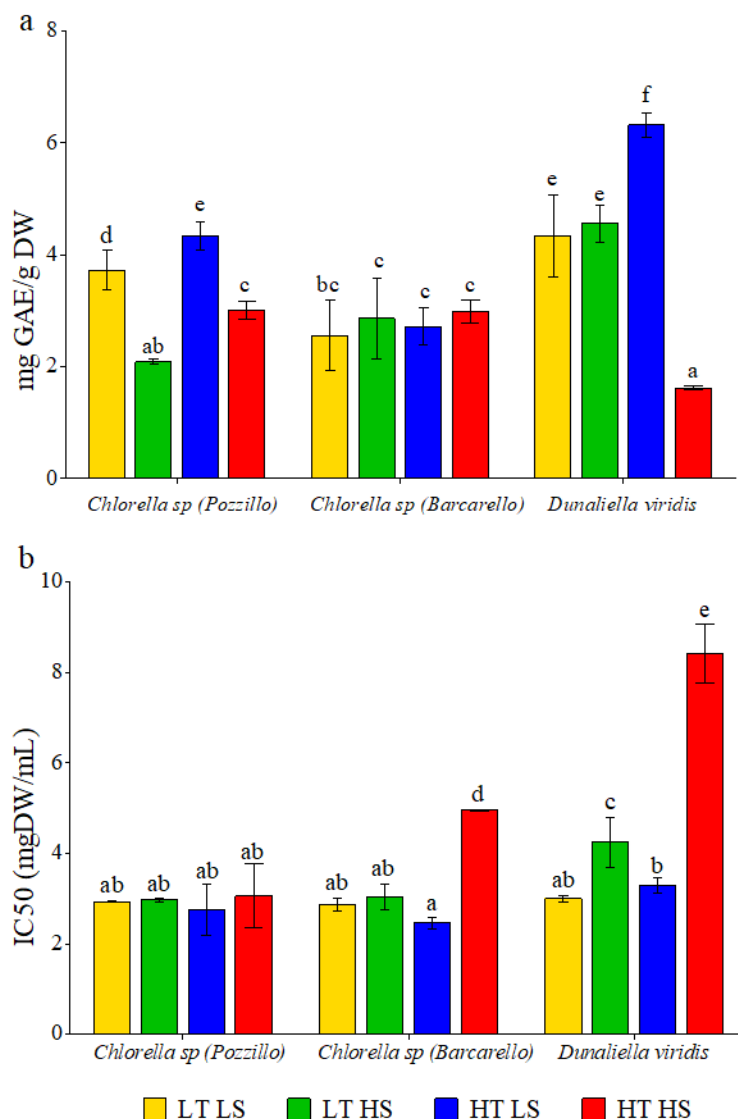 a
8
f
6
e
e
e
d
mg GAE/g DW
4
c
c
c
c
bc
ab
2
a
0
Chlorella sp (Pozzillo) Chlorella sp (Barcarello) Dunaliella viridis
b
10
e
8
IC50 (mgDW/mL)
6
d
c
4
ab ab ab ab ab ab a ab b
2
0
Chlorella sp (Pozzillo) Chlorella sp (Barcarello) Dunaliella viridis
LT LS LT HS HT LS HT HS